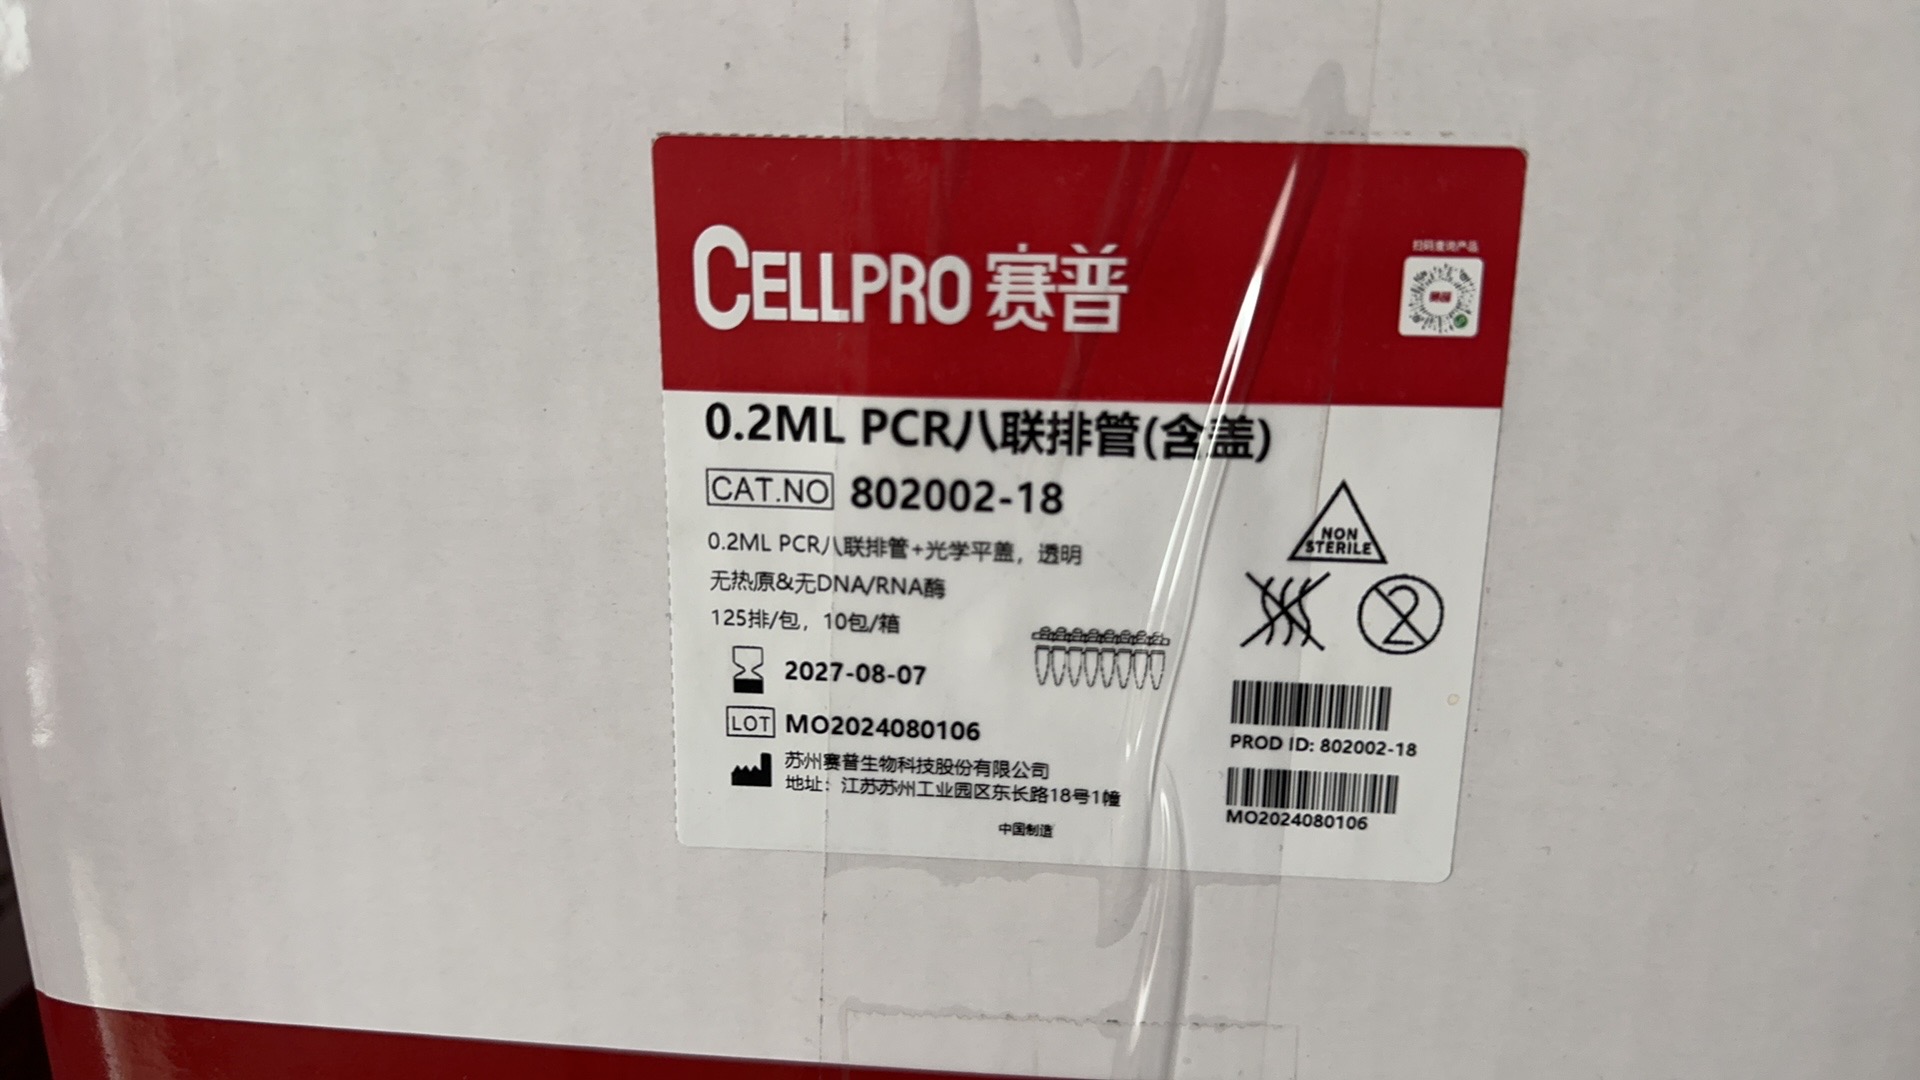 CELLPRO 赛普
扫码查询产品
0.2ML PCR八联排管(含盖)
CAT.NO 802002-18
0.2ML PCR八联排管+光学平盖，透明
无热原&无DNA/RNA酶
125排/包，10包/箱
2027-08-07
LOT MO2024080106
苏州赛普生物科技股份有限公司
地址：江苏苏州工业园区东长路18号1幢
中国制造
NON
STERILE
2
PROD ID: 802002-18
MO2024080106